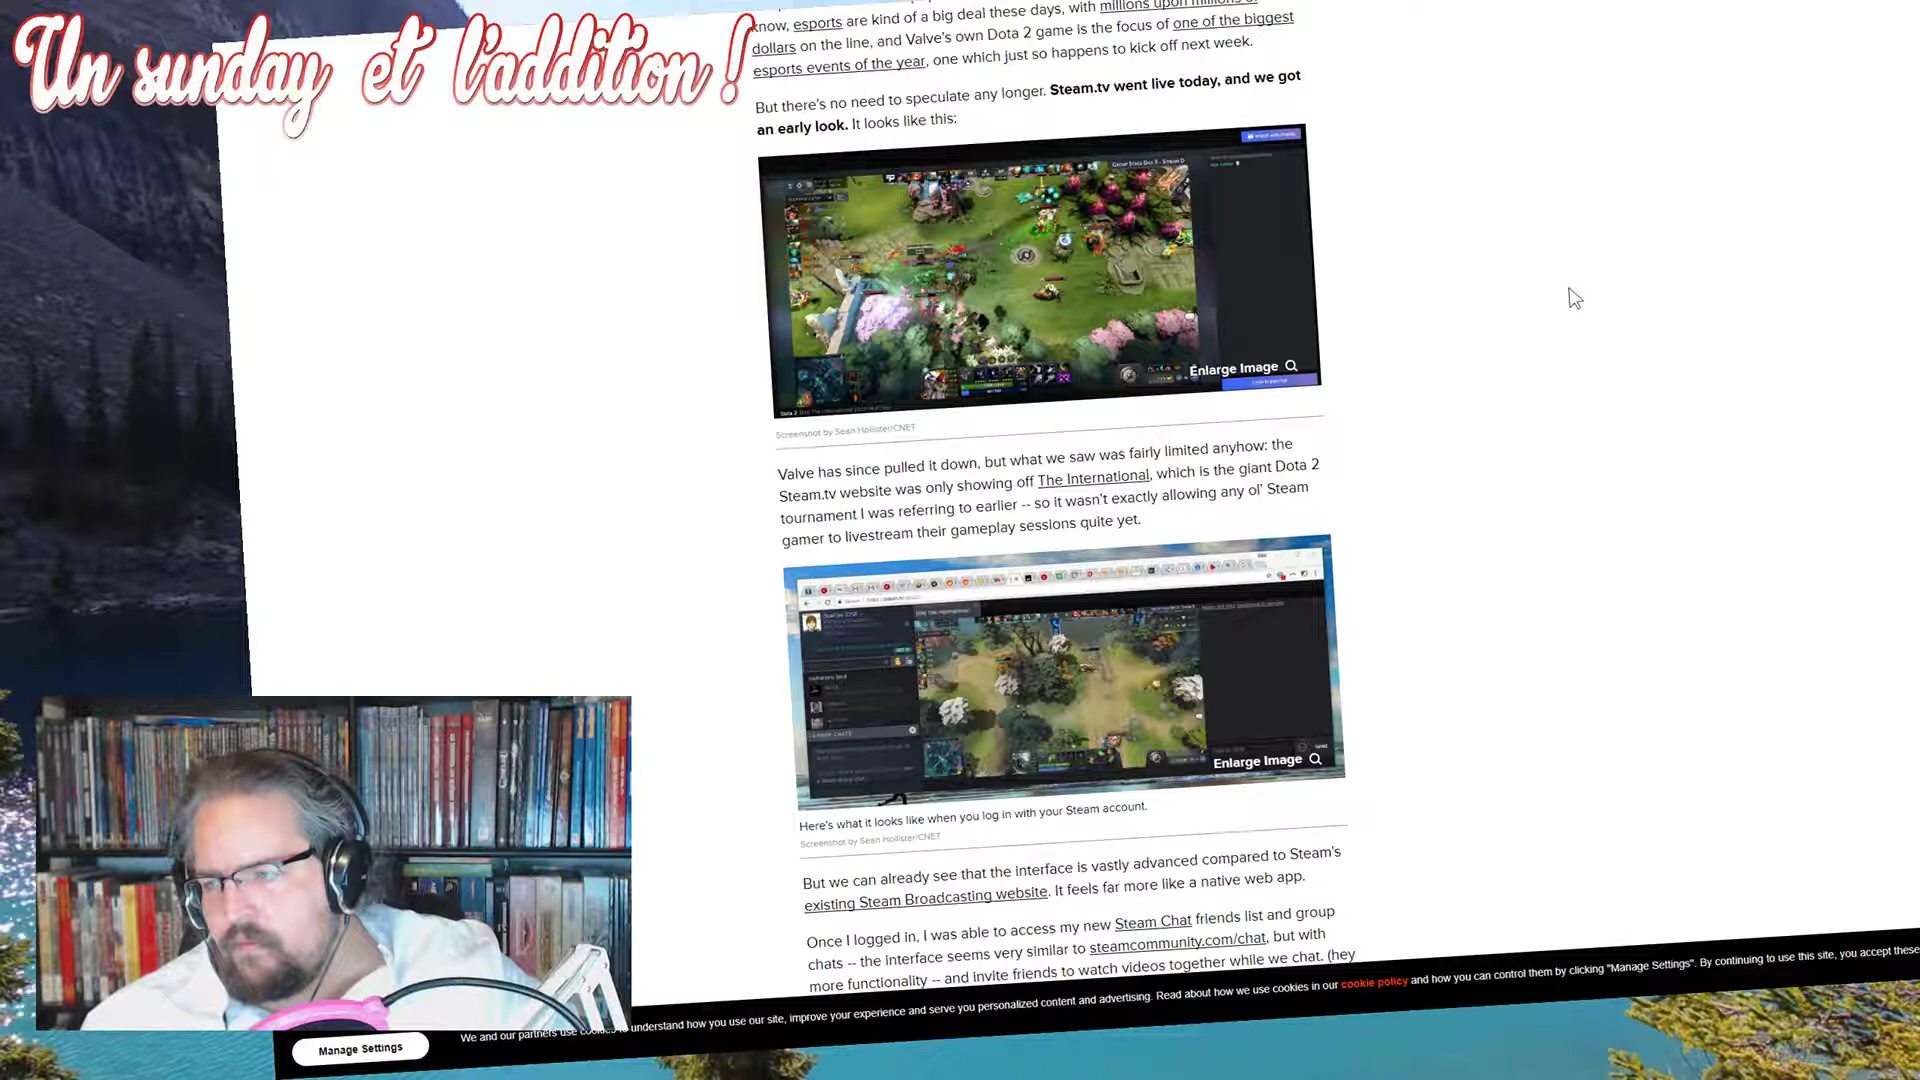 Un sunday et l'addition !
know, esports are kind of a big deal these days, with millions upon millions of
dollars on the line, and Valve's own Dota 2 game is the focus of one of the biggest
esports events of the year, one which just so happens to kick off next week.
But there's no need to speculate any longer. Steam.tv went live today, and we got
an early look. It looks like this:
Enlarge Image
Screenshot by Sean Hollister/CNET
Valve has since pulled it down, but what we saw was fairly limited anyhow: the
Steam.tv website was only showing off The International, which is the giant Dota 2
tournament I was referring to earlier -- so it wasn't exactly allowing any ol' Steam
gamer to livestream their gameplay sessions quite yet.
Enlarge Image
Here's what it looks like when you log in with your Steam account.
Screenshot by Sean Hollister/CNET
But we can already see that the interface is vastly advanced compared to Steam's
existing Steam Broadcasting website. It feels far more like a native web app.
Once I logged in, I was able to access my new Steam Chat friends list and group
chats -- the interface seems very similar to steamcommunity.com/chat, but with
more functionality -- and invite friends to watch videos together while we chat. (hey
We and our partners use cookies to understand how you use our site, improve your experience and serve you personalized content and advertising. Read about how we use cookies in our cookie policy and how you can control them by clicking "Manage Settings". By continuing to use this site, you accept these
Manage Settings